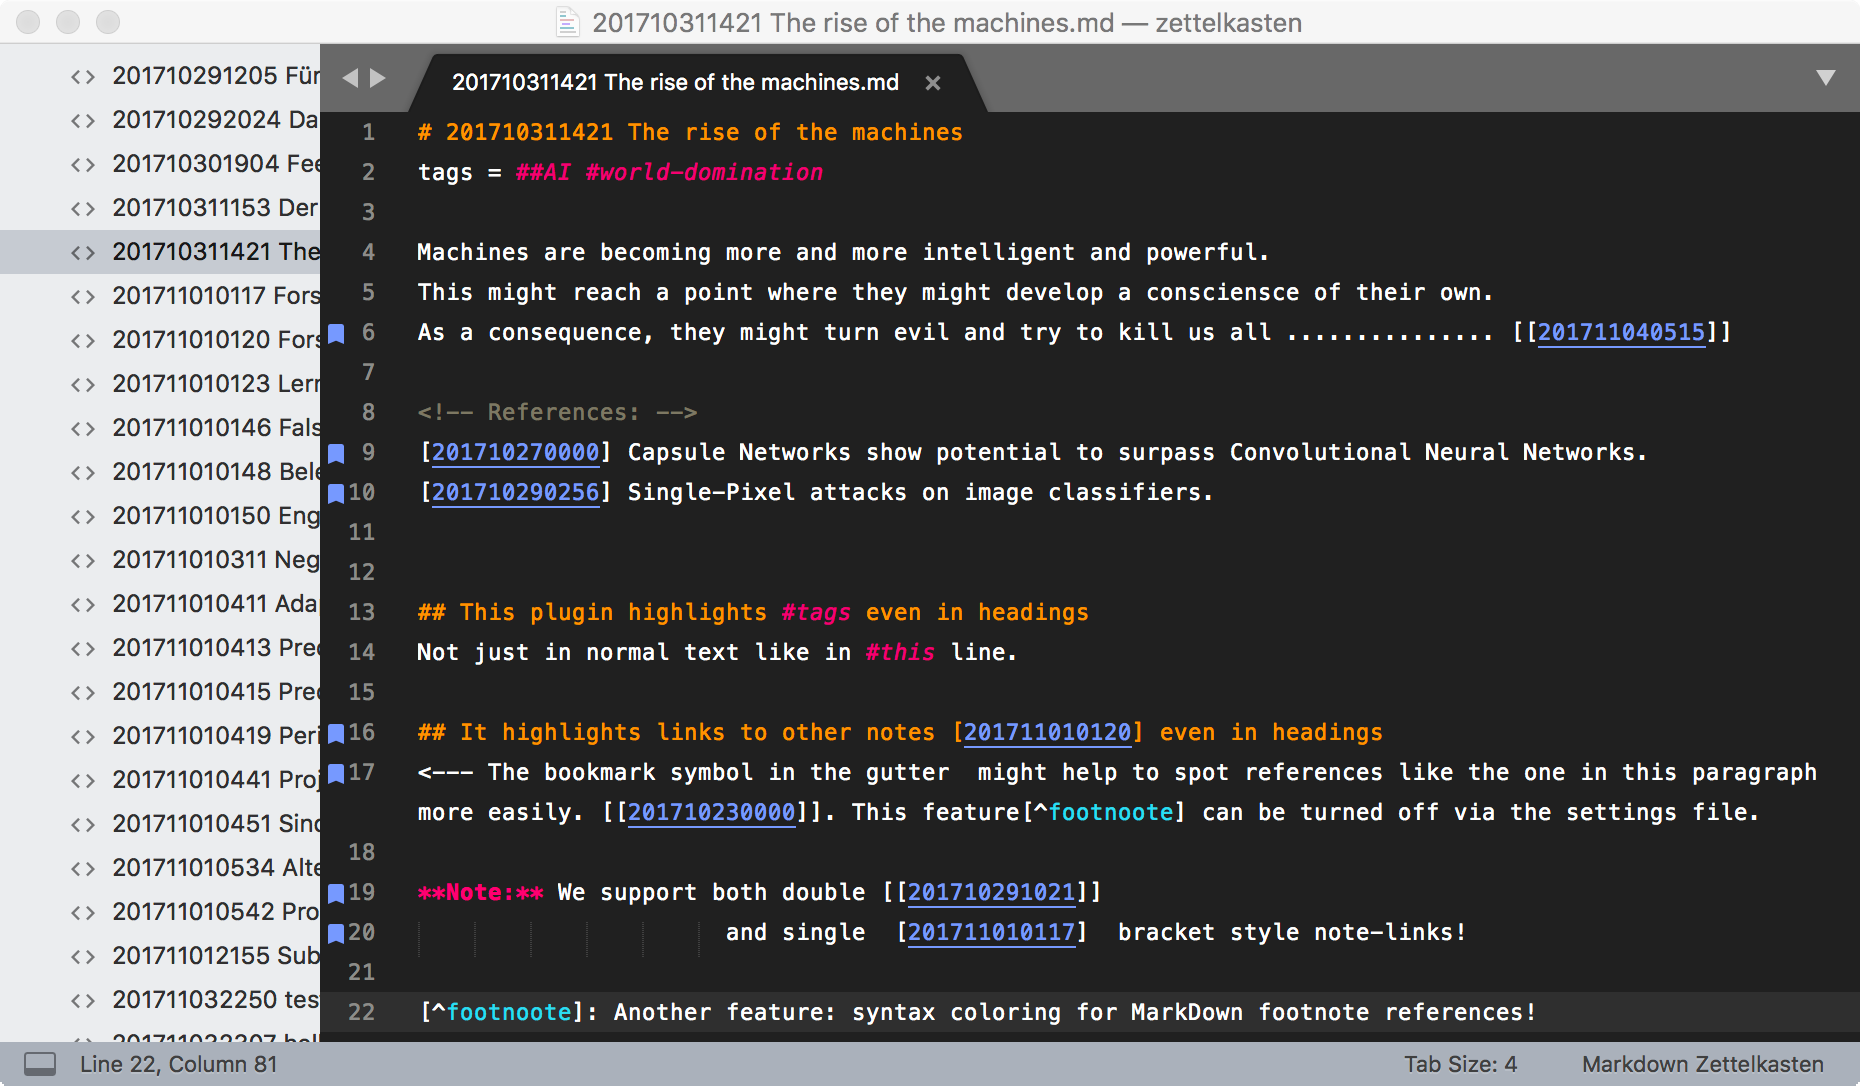 201710311421 The rise of the machines.md — zettelkasten
201710291205 Für
201710292024 Da
201710301904 Fee
201710311153 Der
201710311421 The
201711010117 Fors
201711010120 Fors
201711010123 Lerr
201711010146 Fals
201711010148 Bele
201711010150 Eng
201711010311 Neg
201711010411 Ada
201711010413 Pred
201711010415 Pred
201711010419 Peri
201711010441 Proj
201711010451 Sinc
201711010534 Alte
201711010542 Pro
201711012155 Sub
201711032250 tes
201710311421 The rise of the machines.md ×
1 # 201710311421 The rise of the machines
2 tags = ##AI #world-domination
3
4 Machines are becoming more and more intelligent and powerful.
5 This might reach a point where they might develop a consciensce of their own.
6 As a consequence, they might turn evil and try to kill us all ............... [[201711040515]]
7
8 <!-- References: -->
9 [201710270000] Capsule Networks show potential to surpass Convolutional Neural Networks.
10 [201710290256] Single-Pixel attacks on image classifiers.
11
12
13 ## This plugin highlights #tags even in headings
14 Not just in normal text like in #this line.
15
16 ## It highlights links to other notes [201711010120] even in headings
17 <--- The bookmark symbol in the gutter  might help to spot references like the one in this paragraph
more easily. [[201710230000]]. This feature[^footnoote] can be turned off via the settings file.
18
19 **Note:** We support both double [[201710291021]]
20 and single  [201711010117]  bracket style note-links!
21
22 [^footnoote]: Another feature: syntax coloring for MarkDown footnote references!
Line 22, Column 81
Tab Size: 4
Markdown Zettelkasten